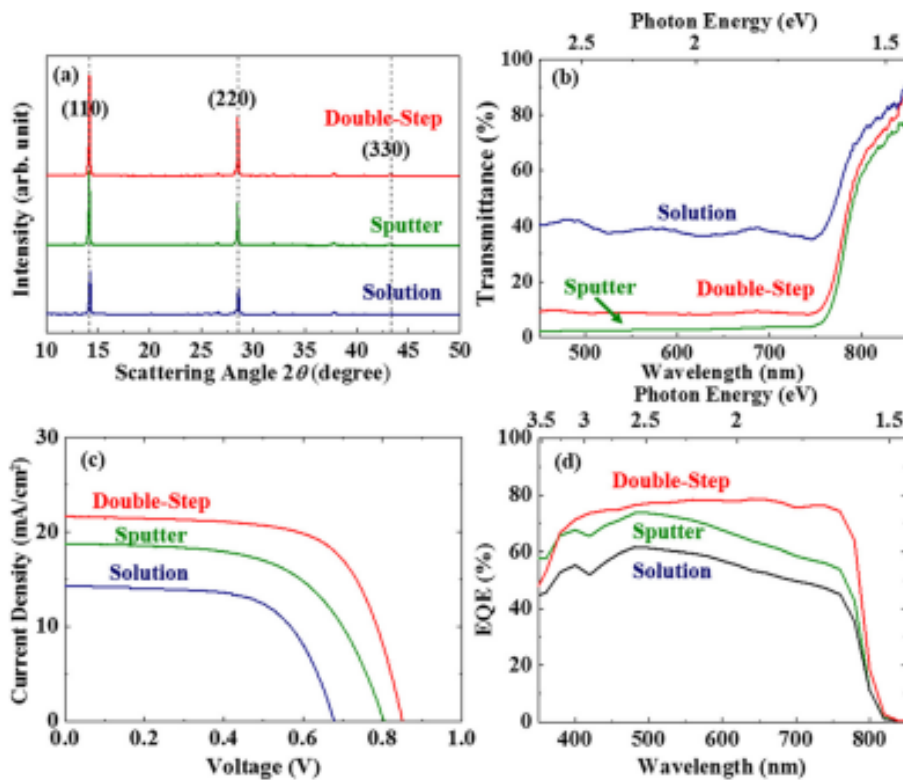 (a)
(110)
(220)
(330)
Double-Step
Sputter
Solution
Intensity (arb. unit)
10 15 20 25 30 35 40 45 50
Scattering Angle 2θ (degree)
Photon Energy (eV)
2.5 2 1.5
(b)
100
80
60
40
20
0
Transmittance (%)
Solution
Sputter
Double-Step
500 600 700 800
Wavelength (nm)
(c)
30
20
10
0
Current Density (mA/cm²)
Double-Step
Sputter
Solution
0.0 0.2 0.4 0.6 0.8 1.0
Voltage (V)
Photon Energy (eV)
3.5 3 2.5 2 1.5
(d)
100
80
60
40
20
0
EQE (%)
Double-Step
Sputter
Solution
400 500 600 700 800
Wavelength (nm)